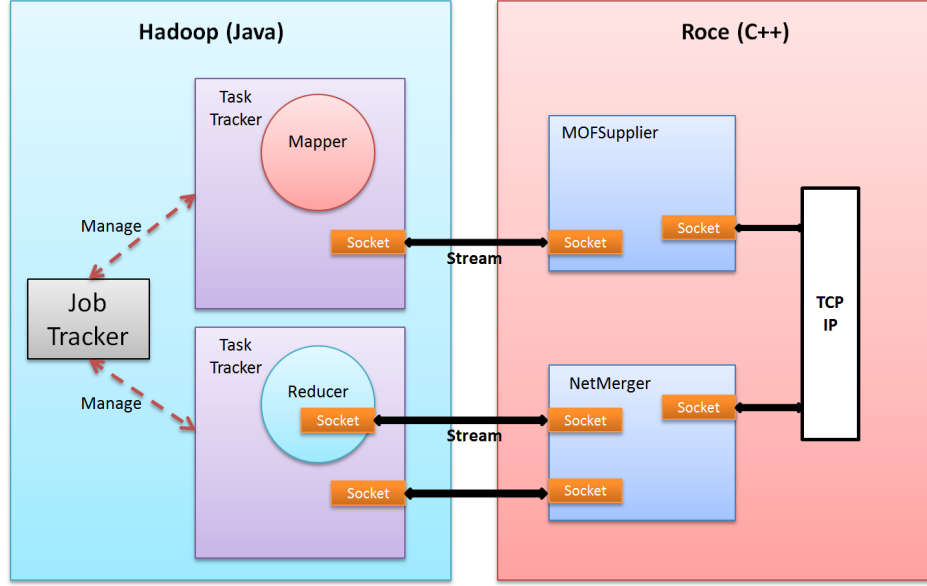 Hadoop (Java)
Roce (C++)
Task
Tracker
Mapper
MOFSupplier
Manage
Socket
Socket
Socket
Stream
Job
Tracker
TCP
IP
Task
Tracker
Reducer
NetMerger
Manage
Socket
Socket
Socket
Stream
Socket
Socket